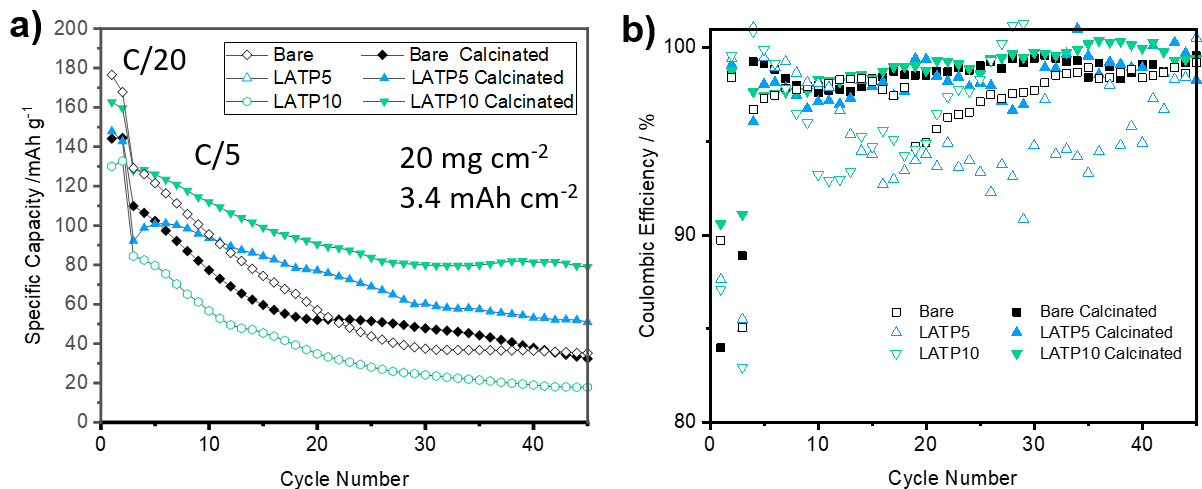 a)
Specific Capacity /mAh g-1
200
180
160
140
120
100
80
60
40
20
0
C/20
C/5
Bare
Bare Calcinated
LATP5
LATP5 Calcinated
LATP10
LATP10 Calcinated
20 mg cm-2
3.4 mAh cm-2
0 10 20 30 40
Cycle Number
b)
Coulombic Efficiency / %
100
90
80
Bare
Bare Calcinated
LATP5
LATP5 Calcinated
LATP10
LATP10 Calcinated
0 10 20 30 40
Cycle Number